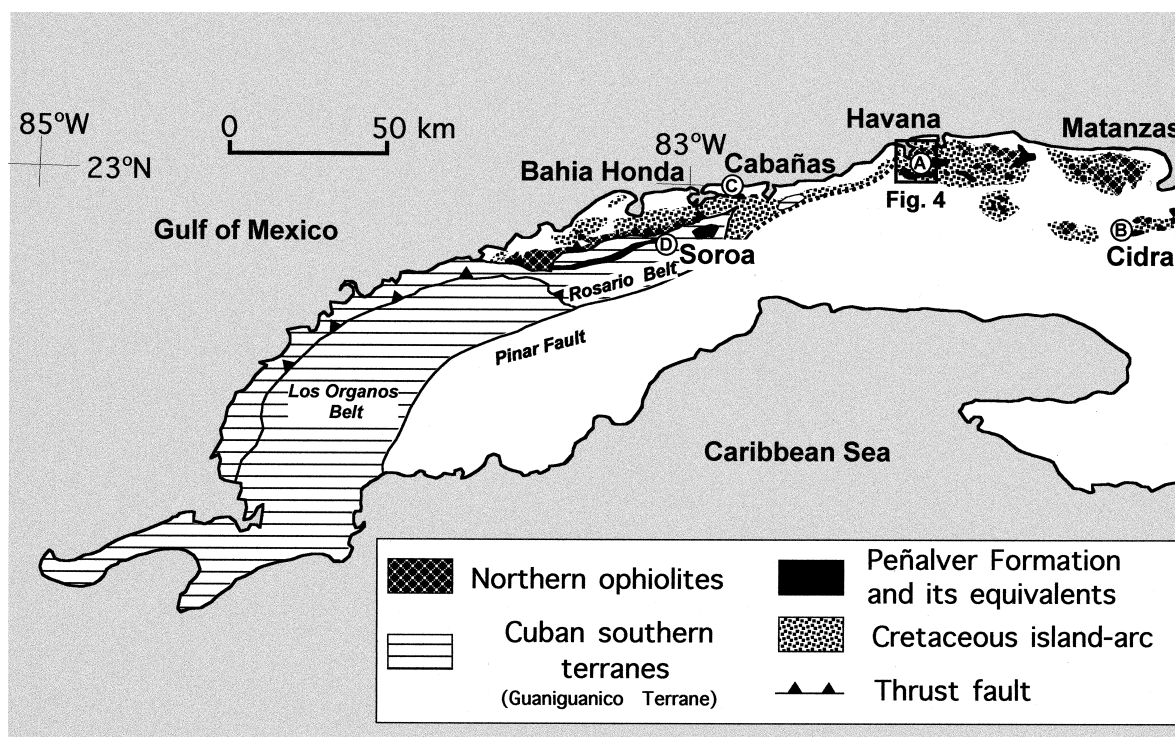 85°W
0 50 km
23°N
83°W
Havana
Matanzas
Bahia Honda
Cabañas
A
C
Fig. 4
Gulf of Mexico
B
D
Soroa
Cidra
Rosario Belt
Pinar Fault
Los Organos
Belt
Caribbean Sea
Northern ophiolites
Peñalver Formation
and its equivalents
Cuban southern
terranes
(Guaniguanico Terrane)
Cretaceous island-arc
Thrust fault